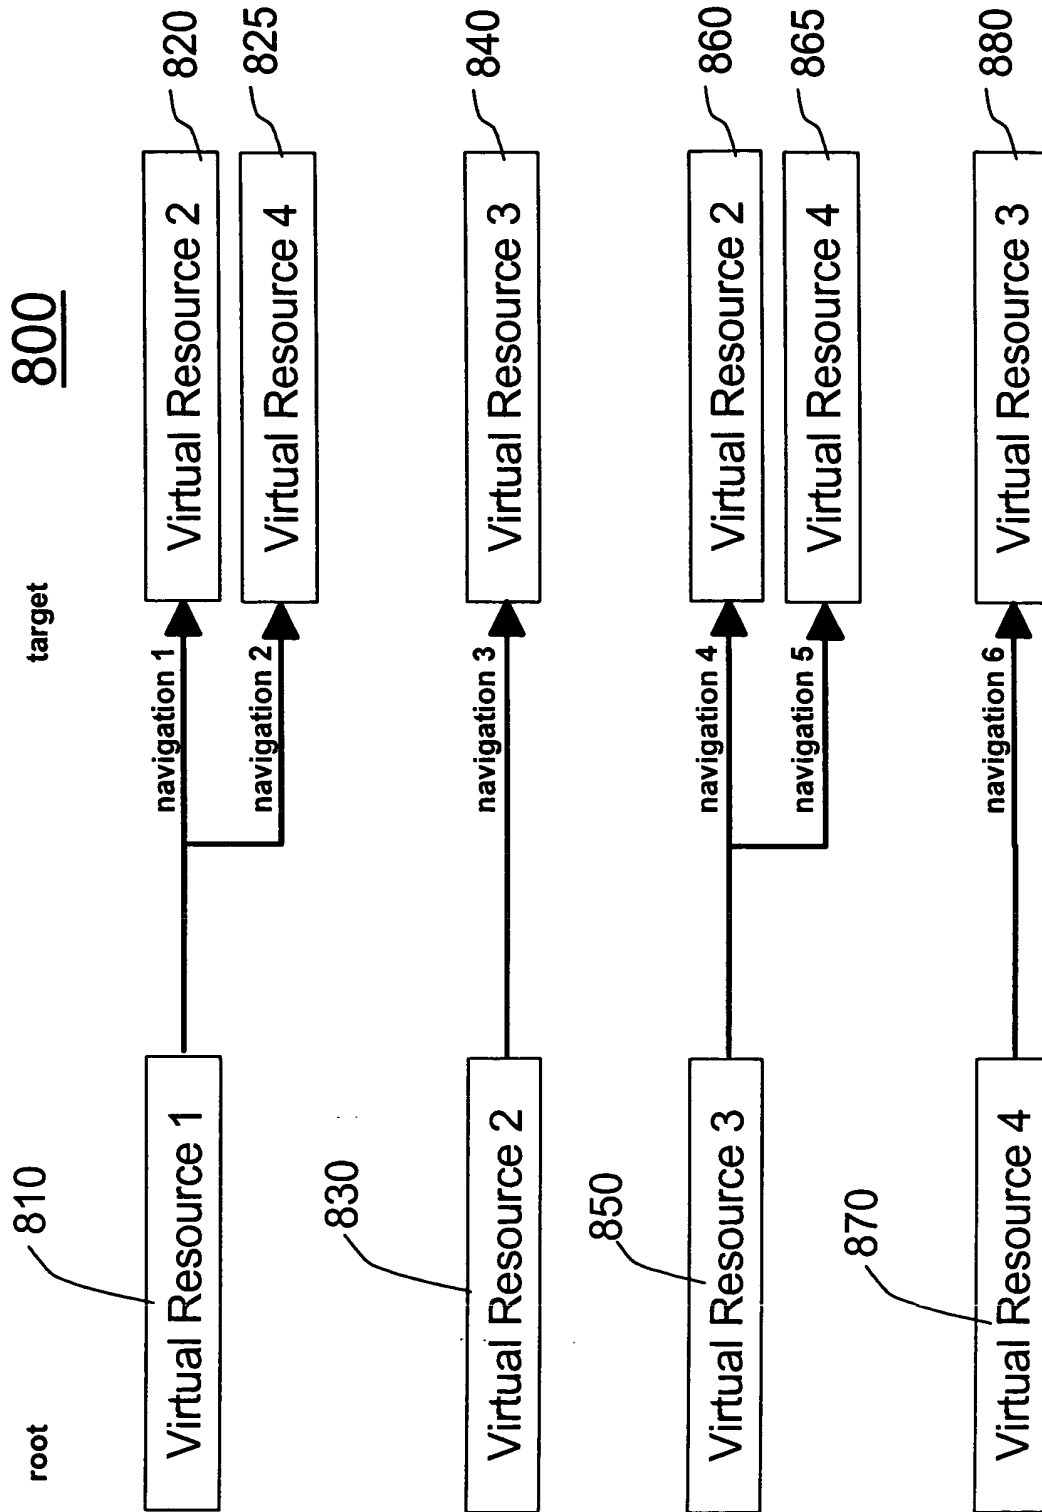 800
root
target
810
Virtual Resource 1
navigation 1
Virtual Resource 2
820
navigation 2
Virtual Resource 4
825
830
Virtual Resource 2
navigation 3
Virtual Resource 3
840
850
Virtual Resource 3
navigation 4
Virtual Resource 2
860
navigation 5
Virtual Resource 4
865
870
Virtual Resource 4
navigation 6
Virtual Resource 3
880